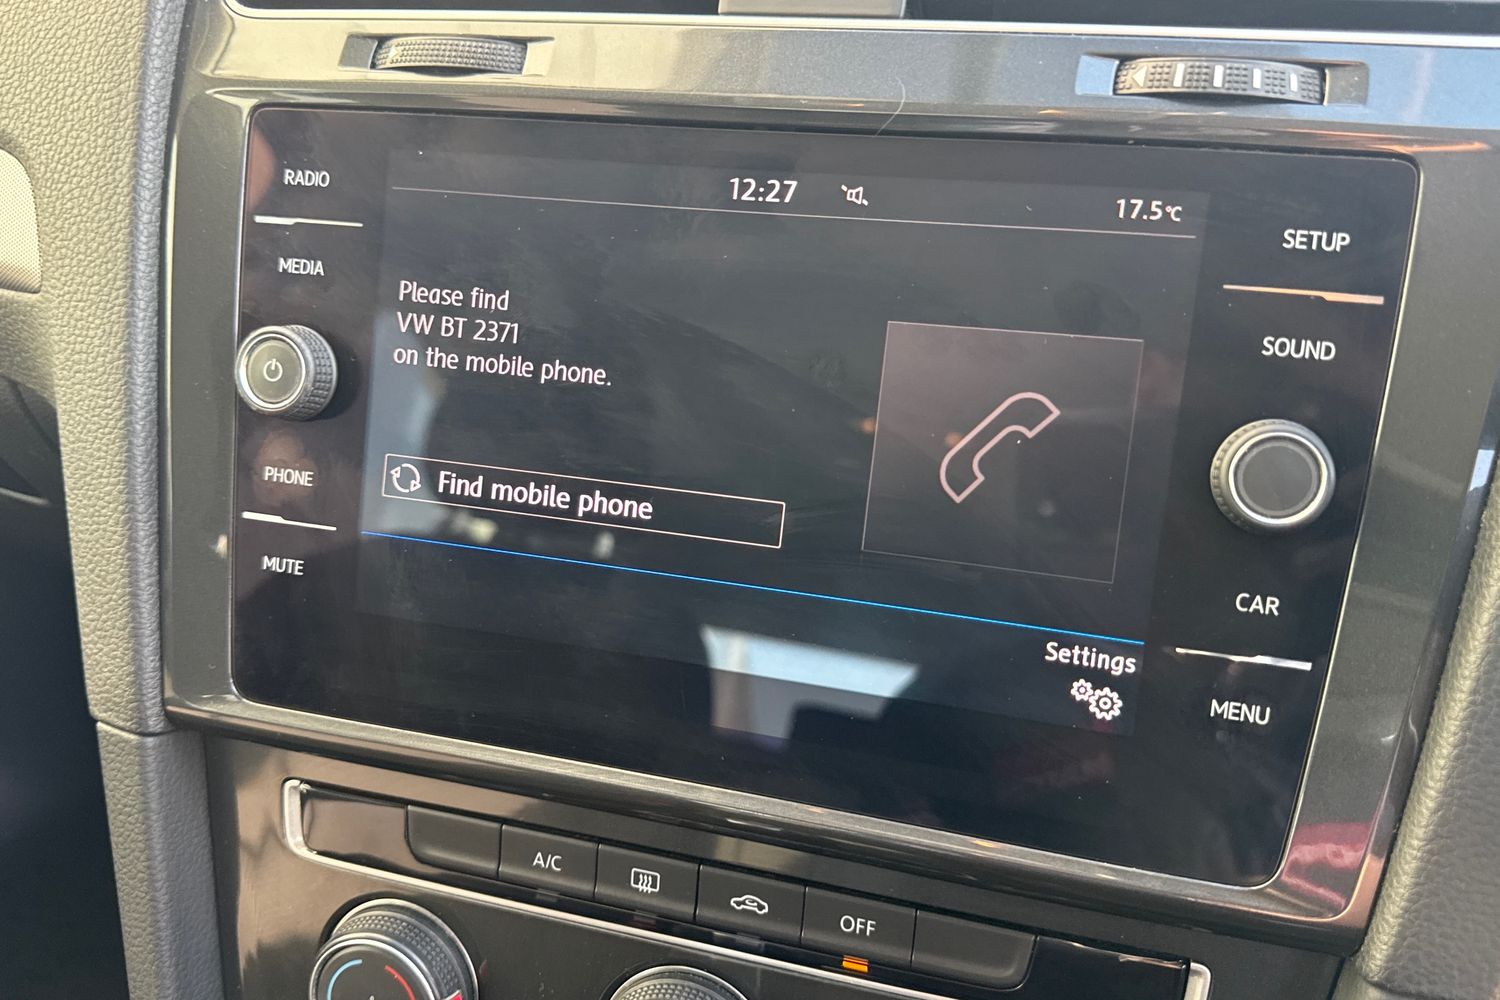 RADIO
MEDIA
PHONE
MUTE
12:27
17.5°C
Please find
VW BT 2371
on the mobile phone.
Find mobile phone
Settings
SETUP
SOUND
CAR
MENU
A/C
OFF